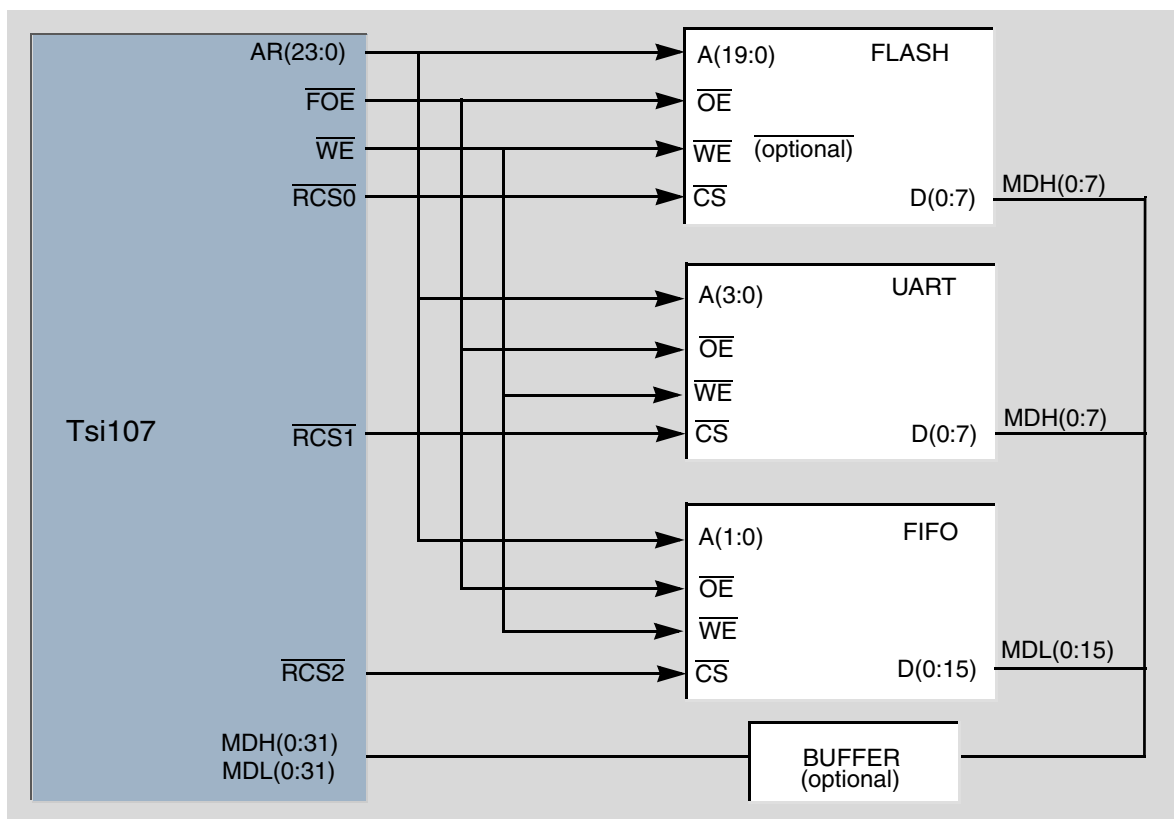 Tsi107
AR(23:0)
FOE
WE
RCS0
RCS1
RCS2
MDH(0:31)
MDL(0:31)
A(19:0) FLASH
OE
WE (optional)
CS D(0:7)
MDH(0:7)
A(3:0) UART
OE
WE
CS D(0:7)
MDH(0:7)
A(1:0) FIFO
OE
WE
CS D(0:15)
MDL(0:15)
BUFFER
(optional)